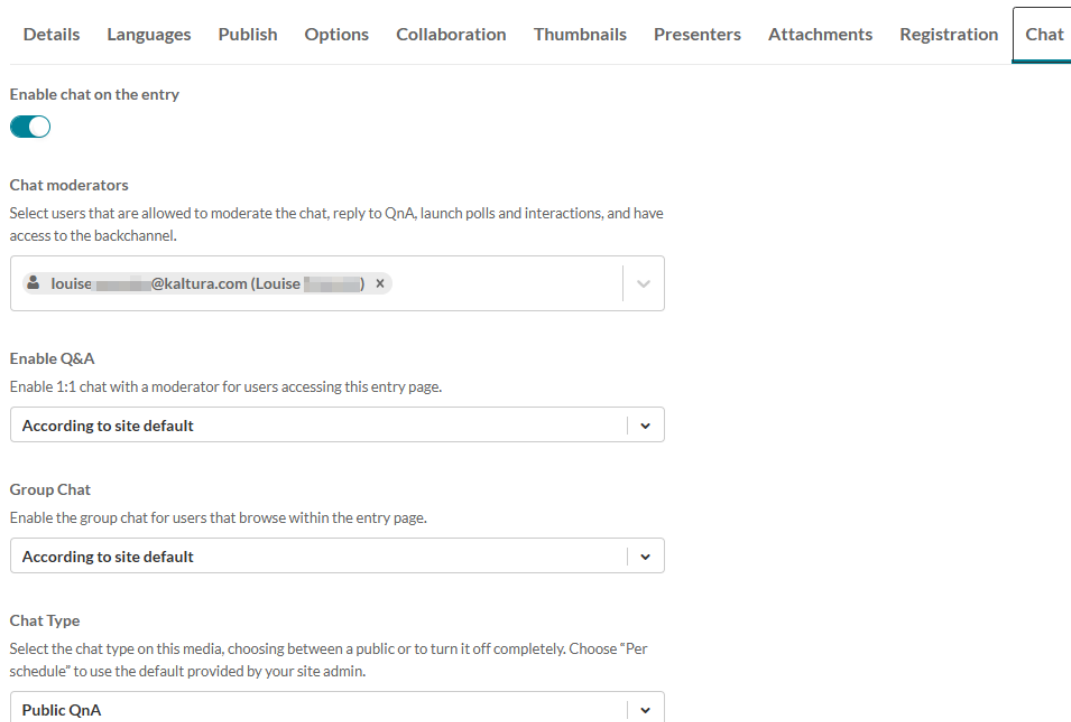 Details Languages Publish Options Collaboration Thumbnails Presenters Attachments Registration Chat
Enable chat on the entry
Chat moderators
Select users that are allowed to moderate the chat, reply to QnA, launch polls and interactions, and have
access to the backchannel.
louise @kaltura.com (Louise ) x
Enable Q&A
Enable 1:1 chat with a moderator for users accessing this entry page.
According to site default
Group Chat
Enable the group chat for users that browse within the entry page.
According to site default
Chat Type
Select the chat type on this media, choosing between a public or to turn it off completely. Choose "Per
schedule" to use the default provided by your site admin.
Public QnA